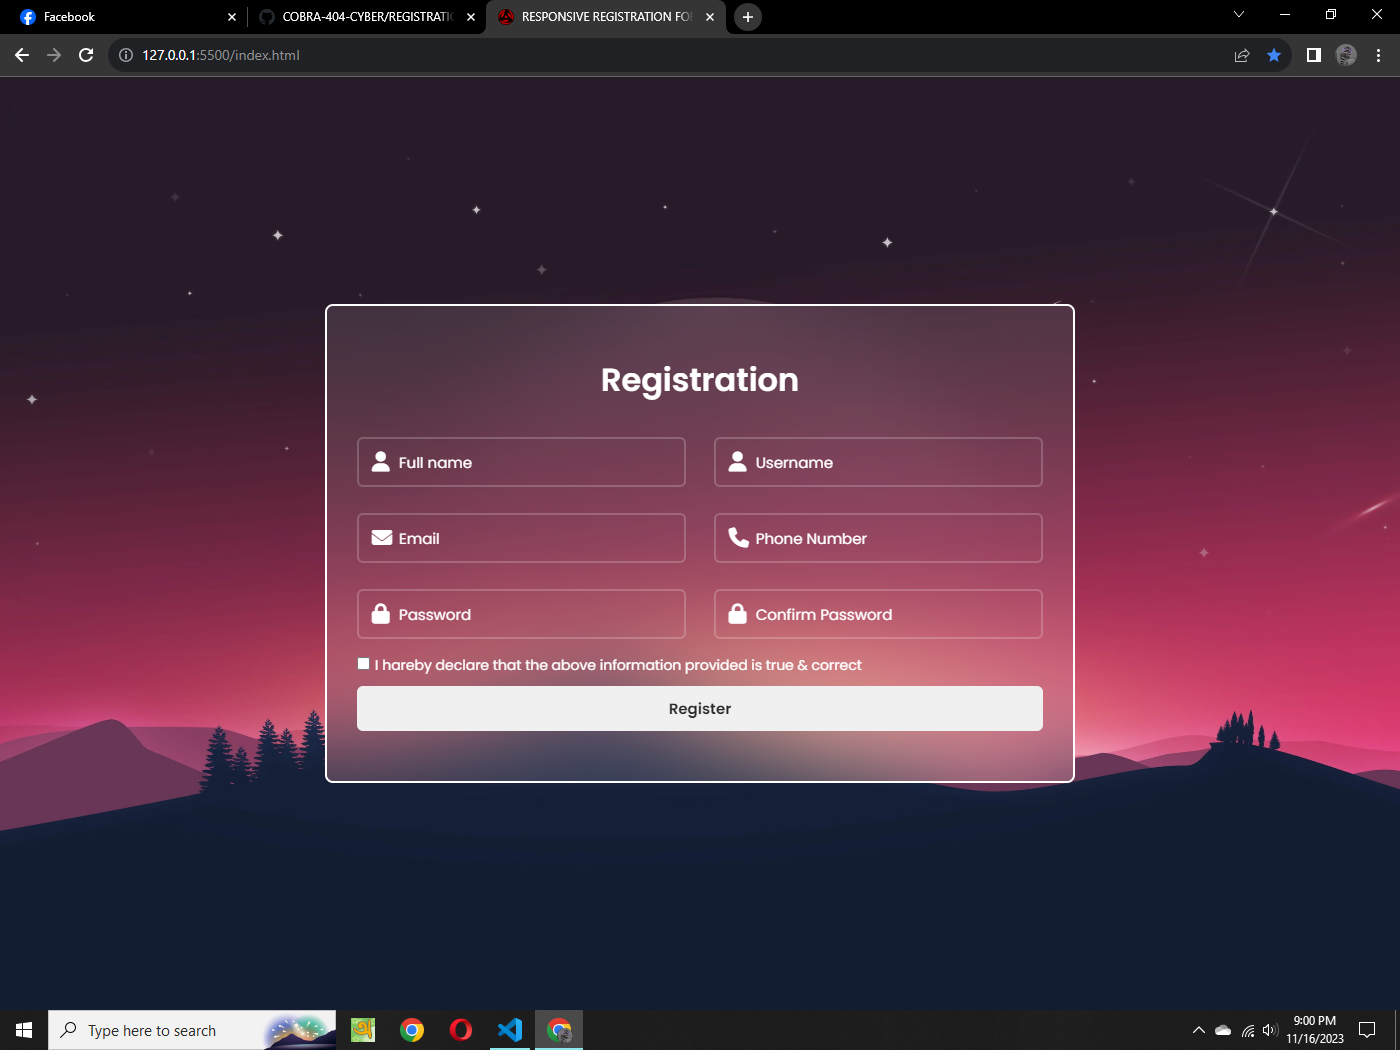 Facebook
COBRA-404-CYBER/REGISTRATIO
RESPONSIVE REGISTRATION FO
127.0.0.1:5500/index.html
Registration
Full name
Username
Email
Phone Number
Password
Confirm Password
I hareby declare that the above information provided is true & correct
Register
Type here to search
9:00 PM
11/16/2023